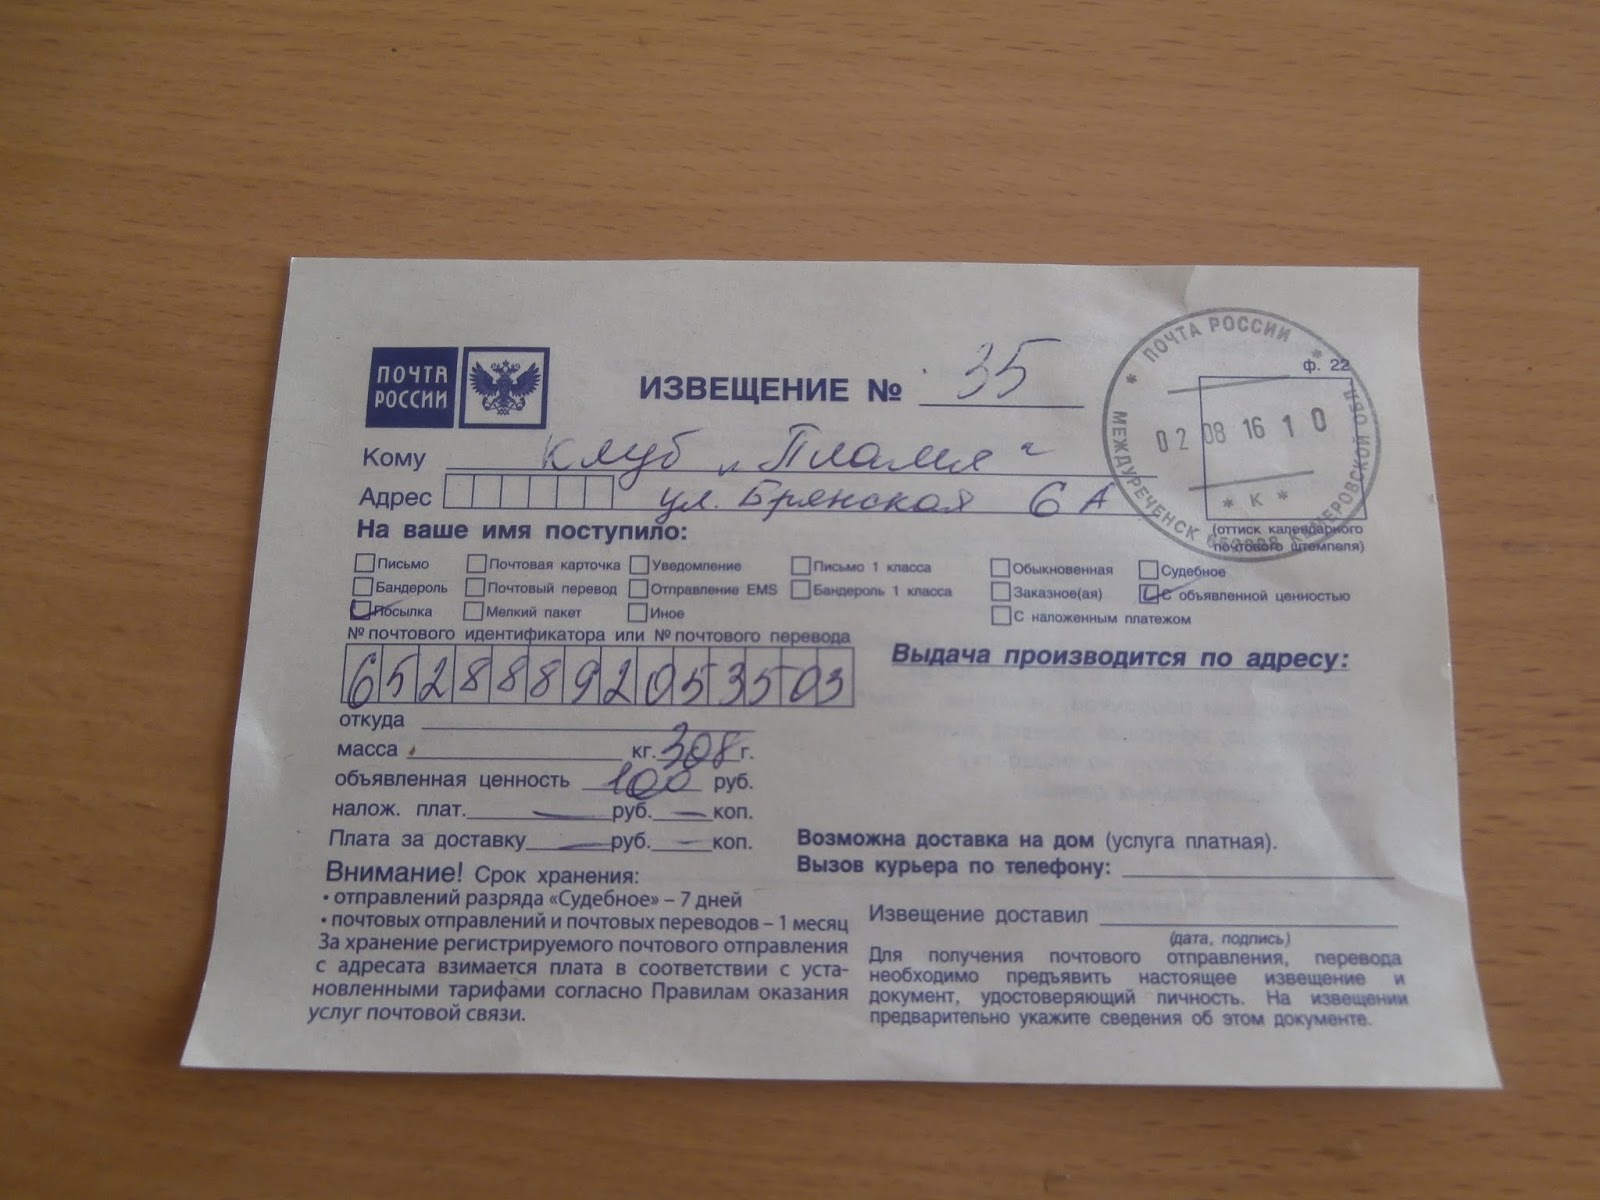 ПОЧТА РОССИИ
ИЗВЕЩЕНИЕ № 35
ф. 22
* ПОЧТА РОССИИ *
МЕЖДУРЕЧЕНСК КЕМЕРОВСКОЙ ОБЛ
02 08 16 10
* К *
Кому Клуб „Пламя“
Адрес ул. Брянская 6А
(оттиск календарного
почтового штемпеля)
На ваше имя поступило:
Письмо Почтовая карточка Уведомление Письмо 1 класса Обыкновенная Судебное
Бандероль Почтовый перевод Отправление EMS Бандероль 1 класса Заказное(ая) С объявленной ценностью
Посылка Мелкий пакет Иное С наложенным платежом
№ почтового идентификатора или № почтового перевода
65288892053503
Выдача производится по адресу:
откуда
масса кг. 308 г.
объявленная ценность 100 руб.
налож. плат. — руб. — коп.
Плата за доставку — руб. — коп.
Возможна доставка на дом (услуга платная).
Вызов курьера по телефону:
Внимание! Срок хранения:
• отправлений разряда «Судебное» – 7 дней
• почтовых отправлений и почтовых переводов – 1 месяц
За хранение регистрируемого почтового отправления
с адресата взимается плата в соответствии с уста-
новленными тарифами согласно Правилам оказания
услуг почтовой связи.
Извещение доставил
(дата, подпись)
Для получения почтового отправления, перевода
необходимо предъявить настоящее извещение и
документ, удостоверяющий личность. На извещении
предварительно укажите сведения об этом документе.